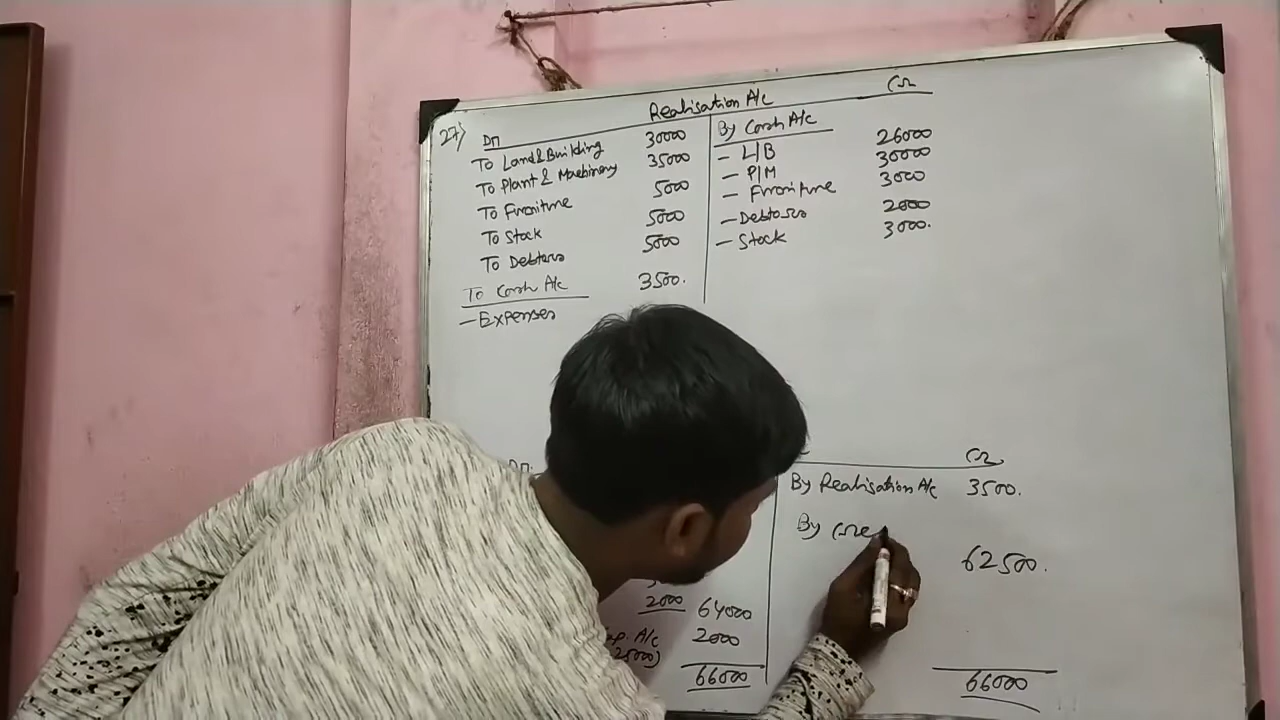 27) Realisation A/c
Dr Cr
To Land & Building 30000
To Plant & Machinery 35000
To Furniture 5000
To Stock 5000
To Debtors 5000
To Cash A/c 3500.
- Expenses
By Cash A/c
- L/B 26000
- P/M 30000
- Furniture 3000
- Debtors 2000
- Stock 3000.
Dr. Cr
2000 64000
A/c 2000
66000
By Realisation A/c 3500.
By Cre
62500.
66000